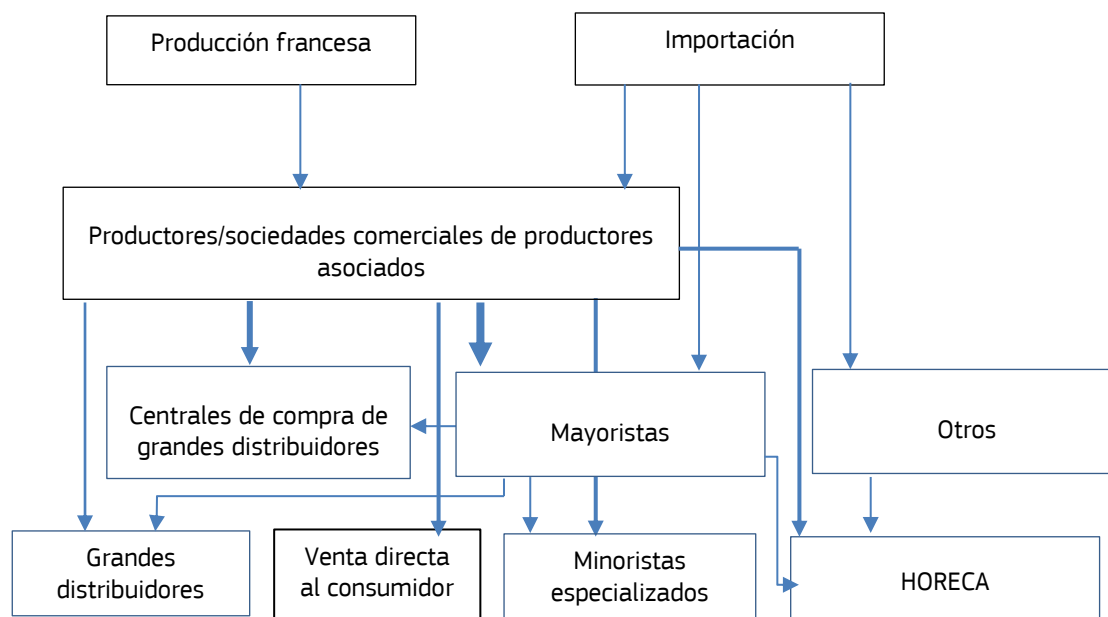 Producción francesa
Importación
Productores/sociedades comerciales de productores
asociados
Centrales de compra de
grandes distribuidores
Mayoristas
Otros
Grandes
distribuidores
Venta directa
al consumidor
Minoristas
especializados
HORECA